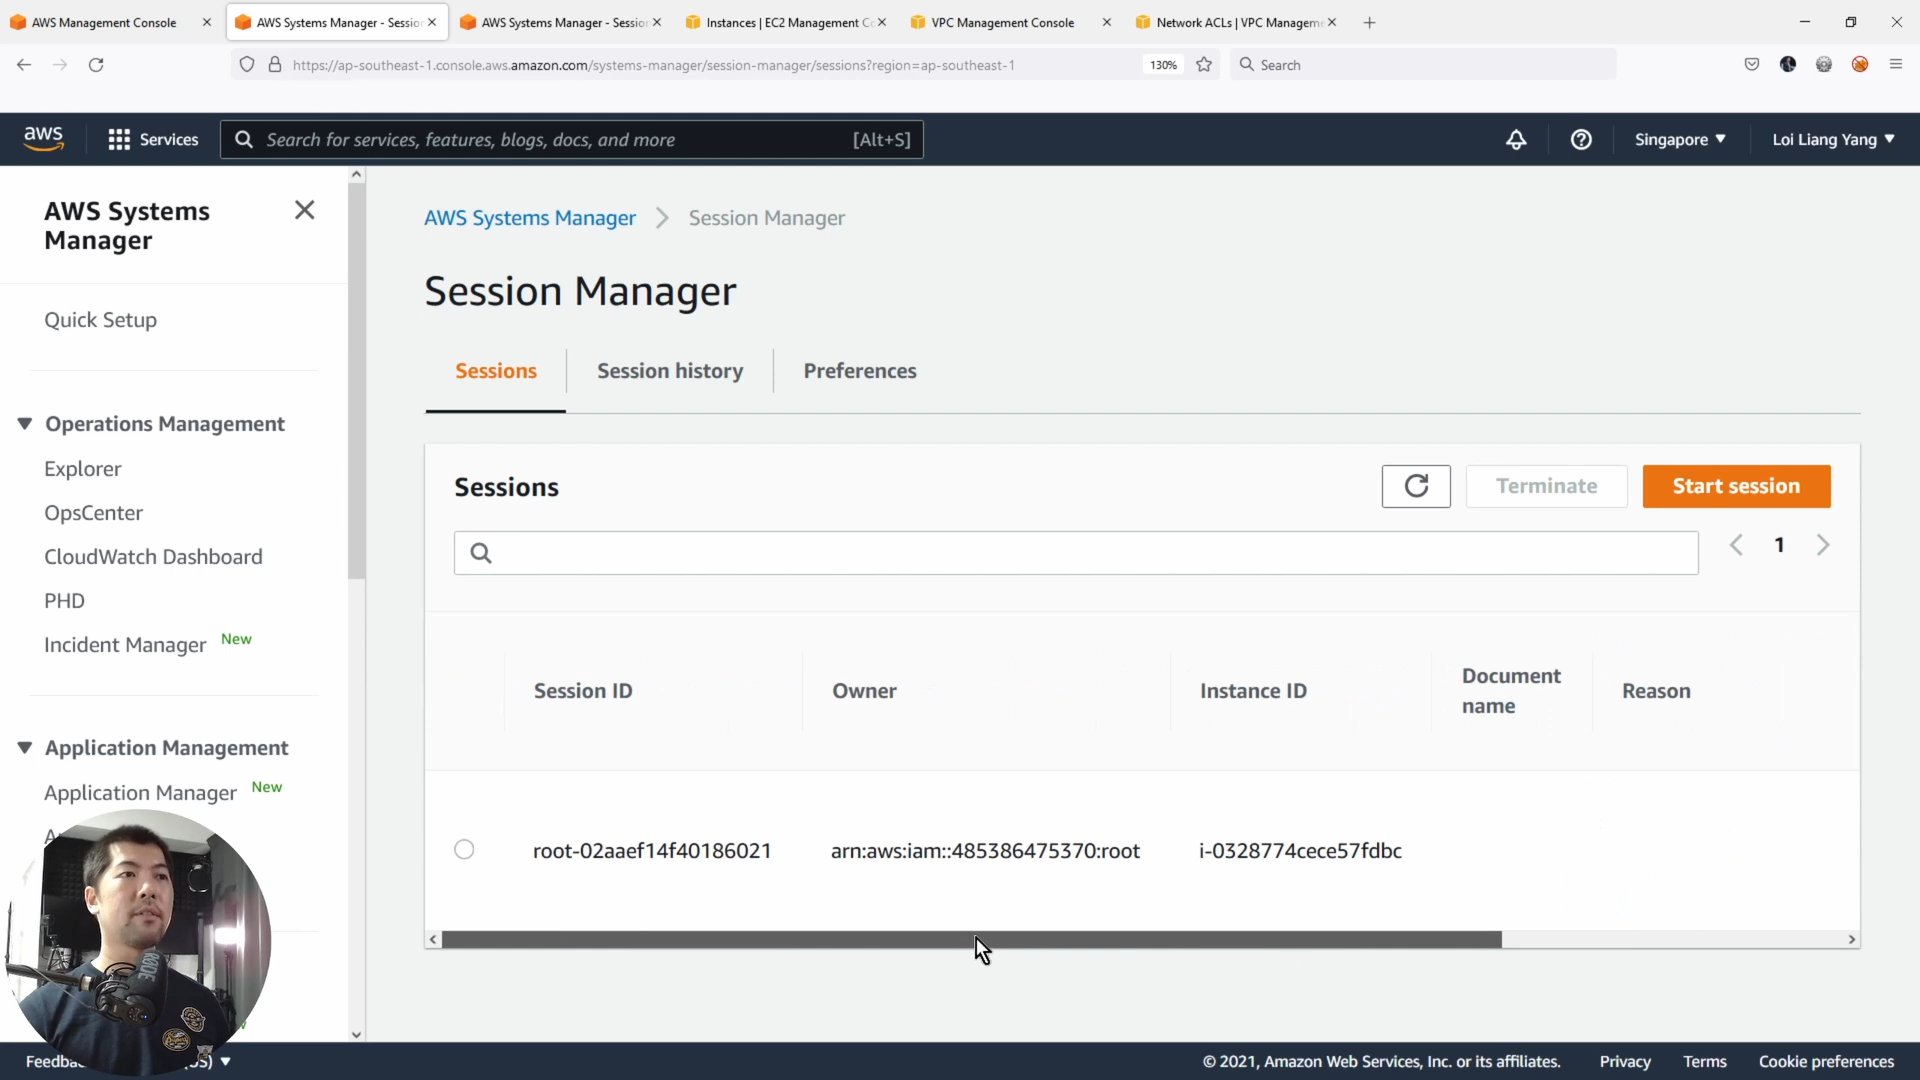 AWS Management Console
AWS Systems Manager - Session
AWS Systems Manager - Session
Instances | EC2 Management Co
VPC Management Console
Network ACLs | VPC Manageme
https://ap-southeast-1.console.aws.amazon.com/systems-manager/session-manager/sessions?region=ap-southeast-1
130%
Search
aws
Services
Search for services, features, blogs, docs, and more
[Alt+S]
Singapore
Loi Liang Yang
AWS Systems
Manager
Quick Setup
Operations Management
Explorer
OpsCenter
CloudWatch Dashboard
PHD
Incident Manager New
Application Management
Application Manager New
AWS Systems Manager > Session Manager
Session Manager
Sessions
Session history
Preferences
Sessions
Terminate
Start session
1
Session ID
Owner
Instance ID
Document
name
Reason
root-02aaef14f40186021
arn:aws:iam::485386475370:root
i-0328774cece57fdbc
RØDE
Feedba
© 2021, Amazon Web Services, Inc. or its affiliates.
Privacy
Terms
Cookie preferences